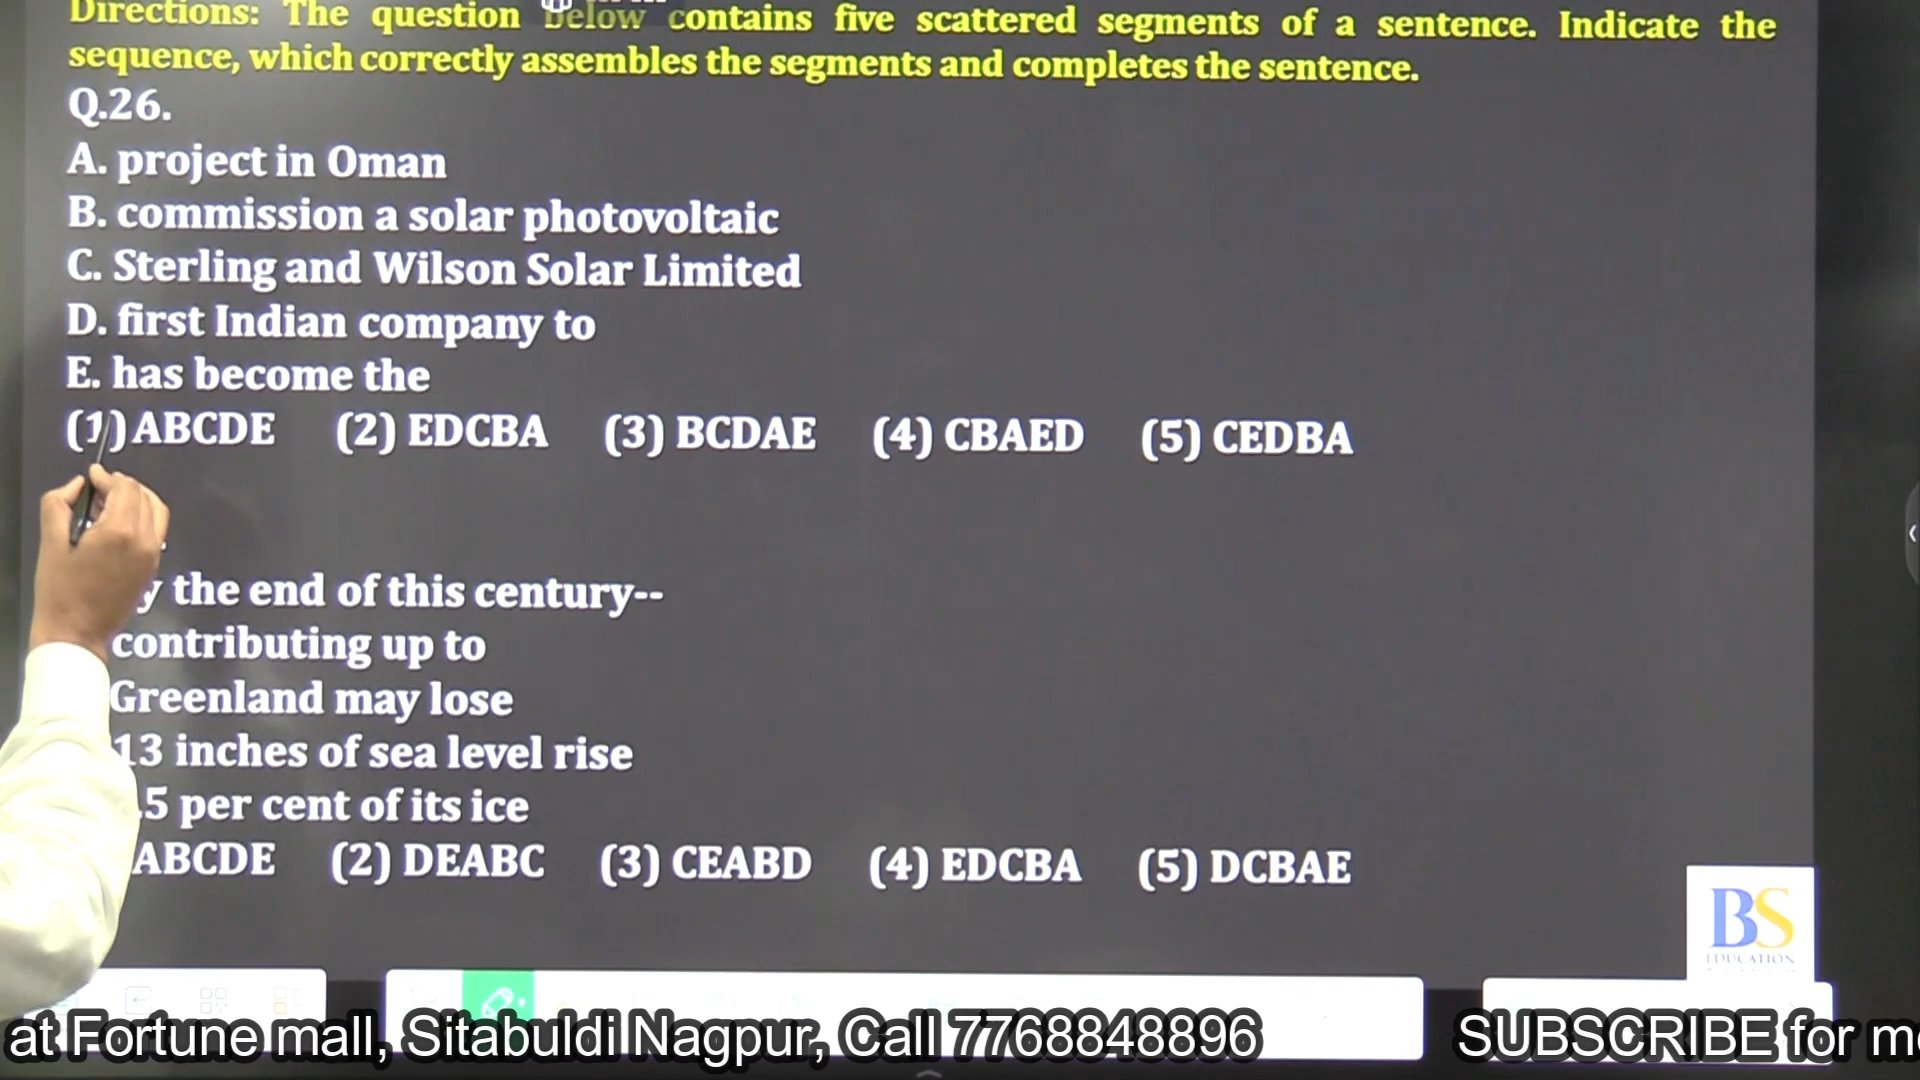 Directions: The question below contains five scattered segments of a sentence. Indicate the
sequence, which correctly assembles the segments and completes the sentence.
Q.26.
A. project in Oman
B. commission a solar photovoltaic
C. Sterling and Wilson Solar Limited
D. first Indian company to
E. has become the
(1) ABCDE (2) EDCBA (3) BCDAE (4) CBAED (5) CEDBA
y the end of this century--
contributing up to
Greenland may lose
13 inches of sea level rise
.5 per cent of its ice
ABCDE (2) DEABC (3) CEABD (4) EDCBA (5) DCBAE
BS
EDUCATION
at Fortune mall, Sitabuldi Nagpur, Call 7768848896 SUBSCRIBE for m